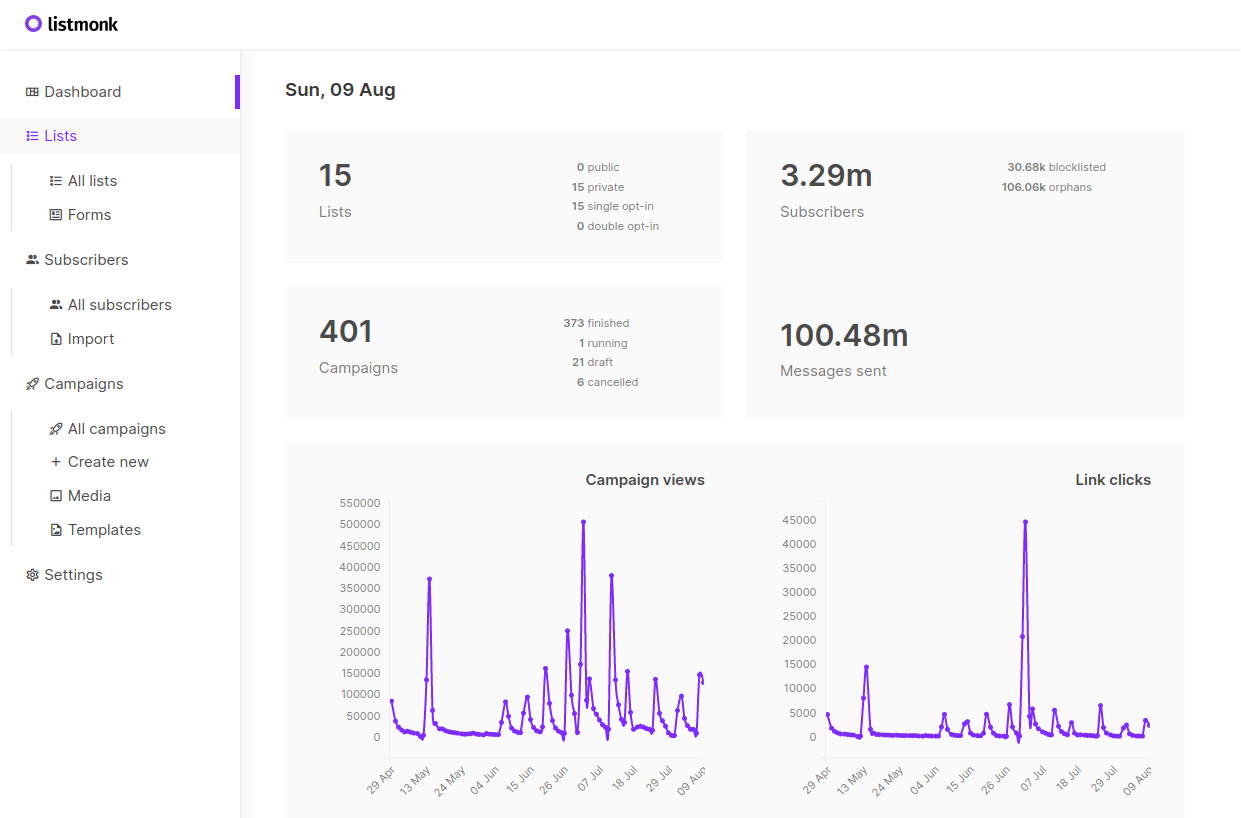 listmonk
Dashboard
Lists
All lists
Forms
Subscribers
All subscribers
Import
Campaigns
All campaigns
Create new
Media
Templates
Settings
Sun, 09 Aug
15
Lists
0 public
15 private
15 single opt-in
0 double opt-in
3.29m
Subscribers
30.68k blocklisted
106.06k orphans
401
Campaigns
373 finished
1 running
21 draft
6 cancelled
100.48m
Messages sent
Campaign views
550000
500000
450000
400000
350000
300000
250000
200000
150000
100000
50000
0
29 Apr
13 May
24 May
04 Jun
15 Jun
26 Jun
07 Jul
18 Jul
29 Jul
09 Aug
Link clicks
45000
40000
35000
30000
25000
20000
15000
10000
5000
0
29 Apr
13 May
24 May
04 Jun
15 Jun
26 Jun
07 Jul
18 Jul
29 Jul
09 Aug